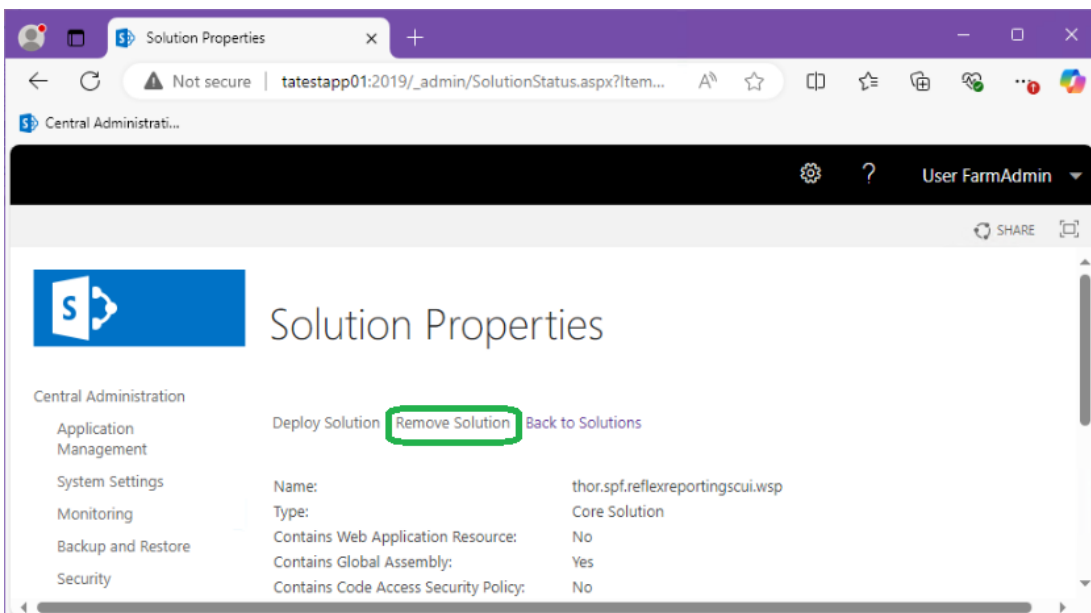 Solution Properties
Not secure | tatestapp01:2019/_admin/SolutionStatus.aspx?Item...
Central Administrati...
? User FarmAdmin
SHARE
S
Solution Properties
Central Administration
Application
Management
System Settings
Monitoring
Backup and Restore
Security
Deploy Solution Remove Solution Back to Solutions
Name: thor.spf.reflexreportingscui.wsp
Type: Core Solution
Contains Web Application Resource: No
Contains Global Assembly: Yes
Contains Code Access Security Policy: No